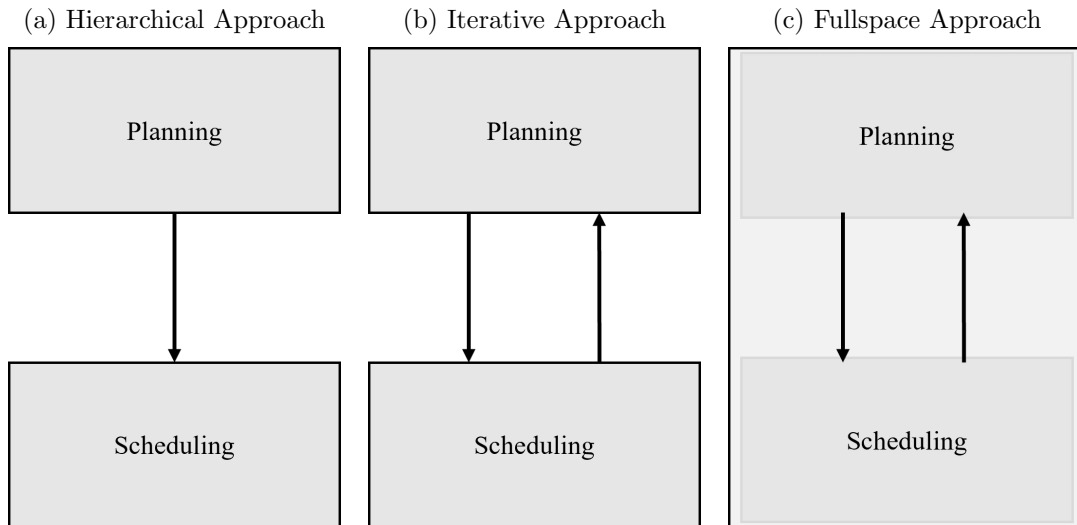 (a) Hierarchical Approach
(b) Iterative Approach
(c) Fullspace Approach
Planning
Planning
Planning
Scheduling
Scheduling
Scheduling